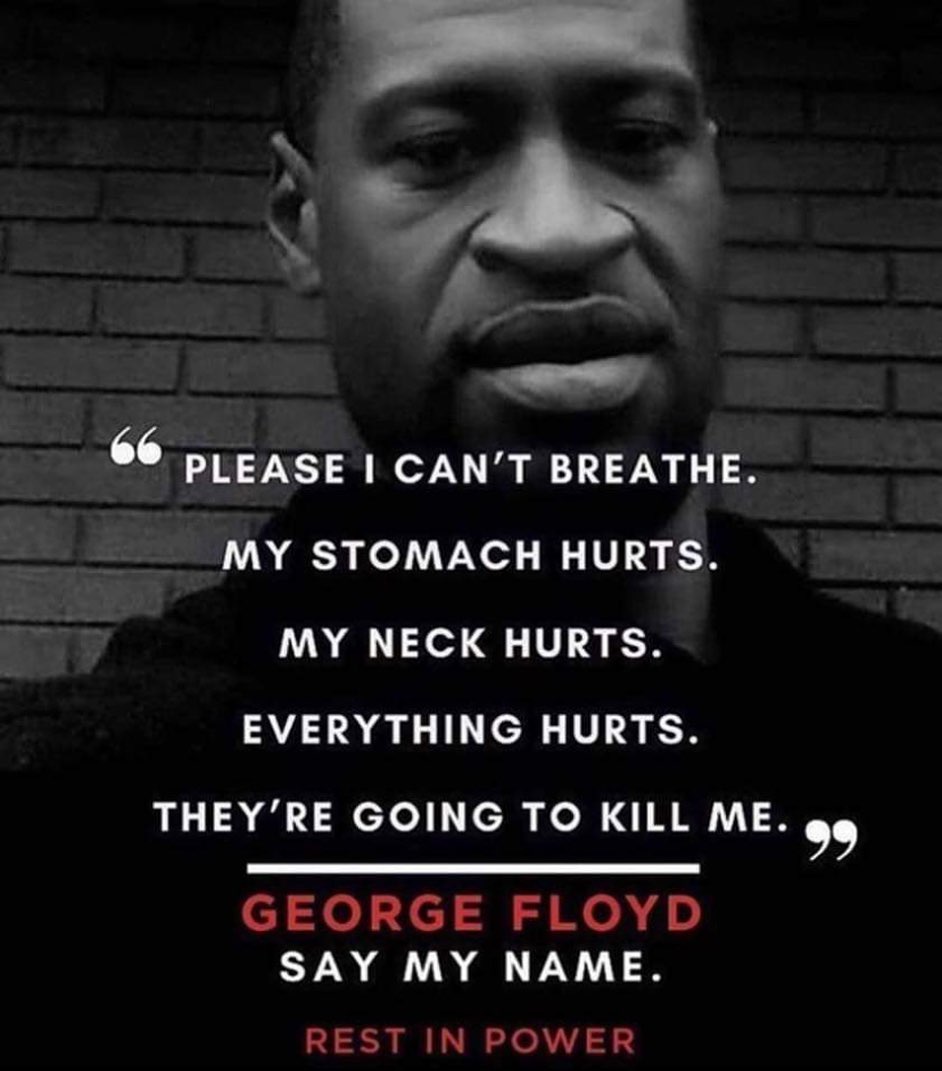 “ PLEASE I CAN’T BREATHE.
MY STOMACH HURTS.
MY NECK HURTS.
EVERYTHING HURTS.
THEY’RE GOING TO KILL ME. ”
GEORGE FLOYD
SAY MY NAME.
REST IN POWER